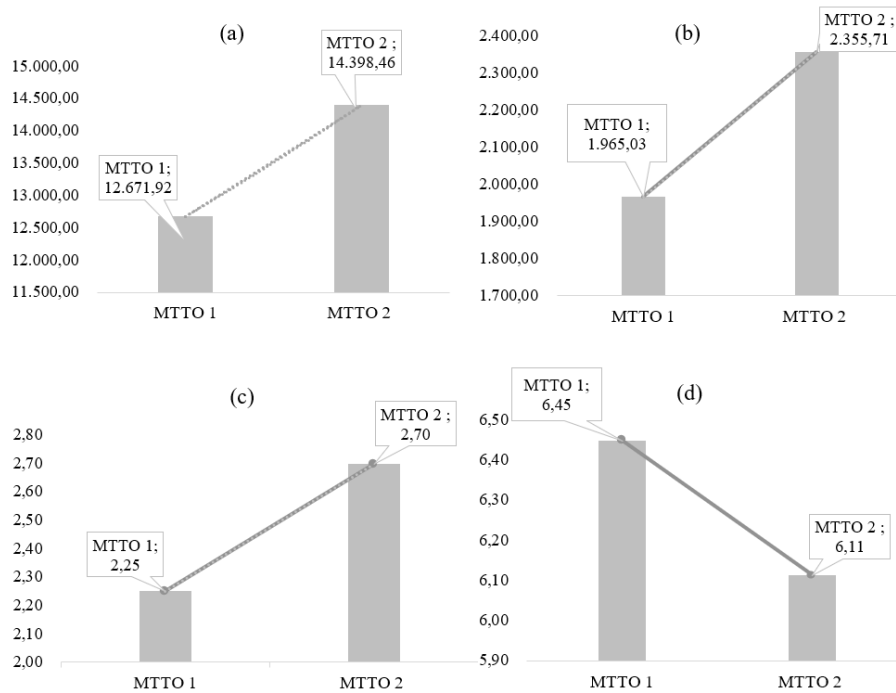 (a)
MTTO 2 ;
14.398,46
MTTO 1;
12.671,92
15.000,00
14.500,00
14.000,00
13.500,00
13.000,00
12.500,00
12.000,00
11.500,00
MTTO 1
MTTO 2
(b)
MTTO 2 ;
2.355,71
MTTO 1;
1.965,03
2.400,00
2.300,00
2.200,00
2.100,00
2.000,00
1.900,00
1.800,00
1.700,00
MTTO 1
MTTO 2
(c)
MTTO 2 ;
2,70
MTTO 1;
2,25
2,80
2,70
2,60
2,50
2,40
2,30
2,20
2,10
2,00
MTTO 1
MTTO 2
(d)
MTTO 1;
6,45
MTTO 2 ;
6,11
6,50
6,40
6,30
6,20
6,10
6,00
5,90
MTTO 1
MTTO 2